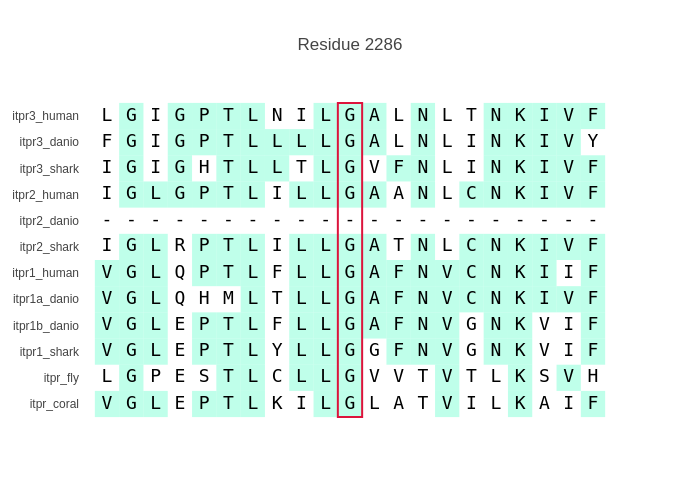 Residue 2286
itpr3_human L G I G P T L N I L G A L N L T N K I V F
itpr3_danio F G I G P T L L L L G A L N L I N K I V Y
itpr3_shark I G I G H T L L T L G V F N L I N K I V F
itpr2_human I G L G P T L I L L G A A N L C N K I V F
itpr2_danio - - - - - - - - - - - - - - - - - - - - -
itpr2_shark I G L R P T L I L L G A T N L C N K I V F
itpr1_human V G L Q P T L F L L G A F N V C N K I I F
itpr1a_danio V G L Q H M L T L L G A F N V C N K I V F
itpr1b_danio V G L E P T L F L L G A F N V G N K V I F
itpr1_shark V G L E P T L Y L L G G F N V G N K V I F
itpr_fly L G P E S T L C L L G V V T V T L K S V H
itpr_coral V G L E P T L K I L G L A T V I L K A I F